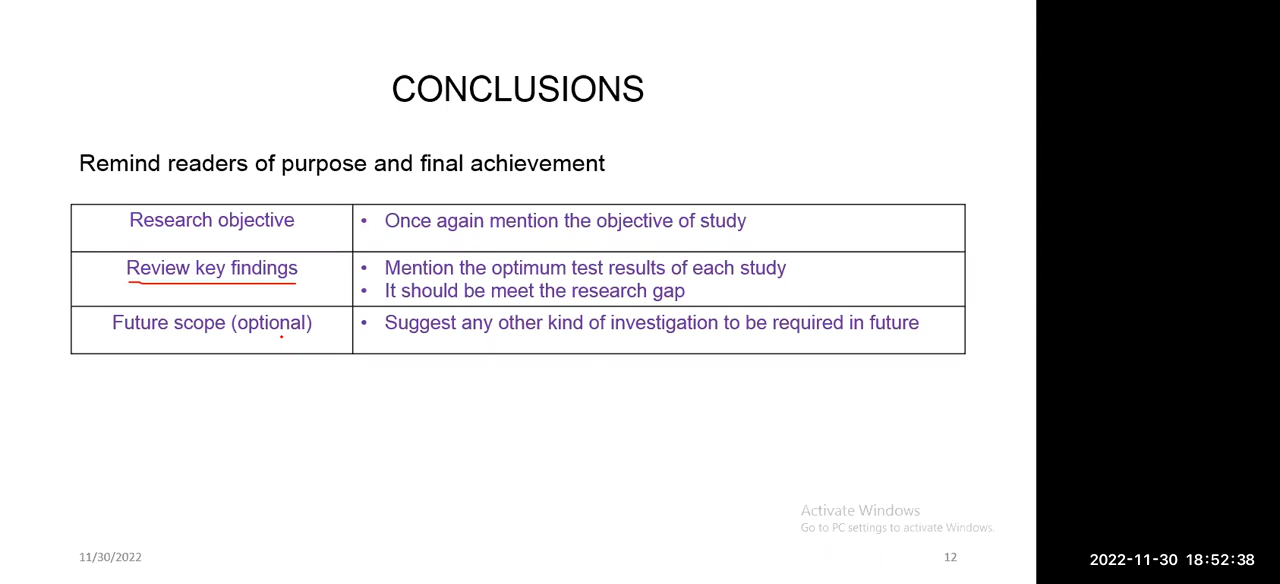 CONCLUSIONS
Remind readers of purpose and final achievement
Research objective
• Once again mention the objective of study
Review key findings
• Mention the optimum test results of each study
• It should be meet the research gap
Future scope (optional)
• Suggest any other kind of investigation to be required in future
Activate Windows
Go to PC settings to activate Windows.
11/30/2022
12
2022-11-30 18:52:38